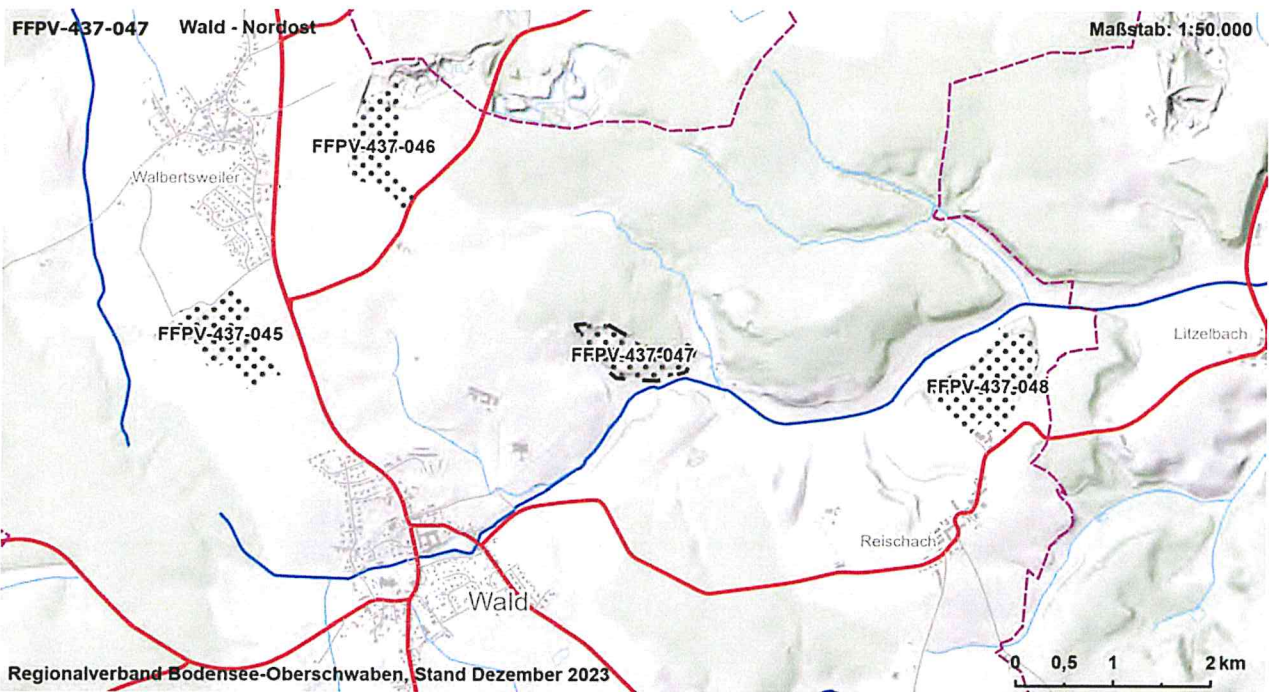 FFPV-437-047 Wald - Nordost
Maßstab: 1:50.000
FFPV-437-046
Walbertsweiler
FFPV-437-045
FFPV-437-047
Litzelbach
FFPV-437-048
Reischach
Wald
Regionalverband Bodensee-Oberschwaben, Stand Dezember 2023
0 0,5 1 2 km